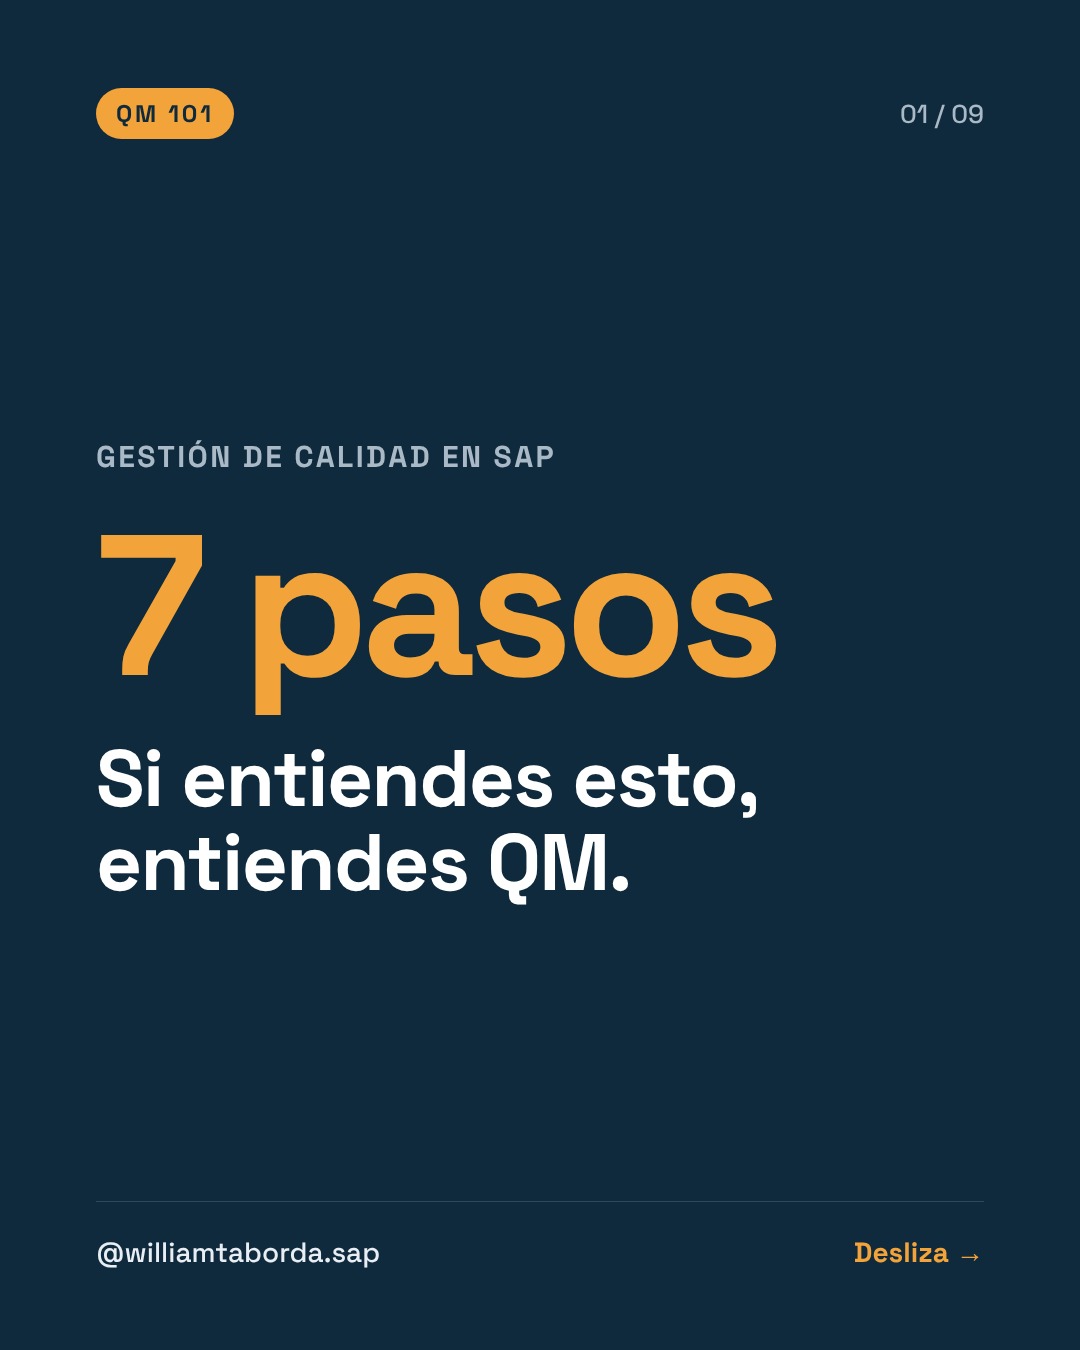 QM 101
01 / 09
GESTIÓN DE CALIDAD EN SAP
7 pasos
Si entiendes esto,
entiendes QM.
@williamtaborda.sap
Desliza →